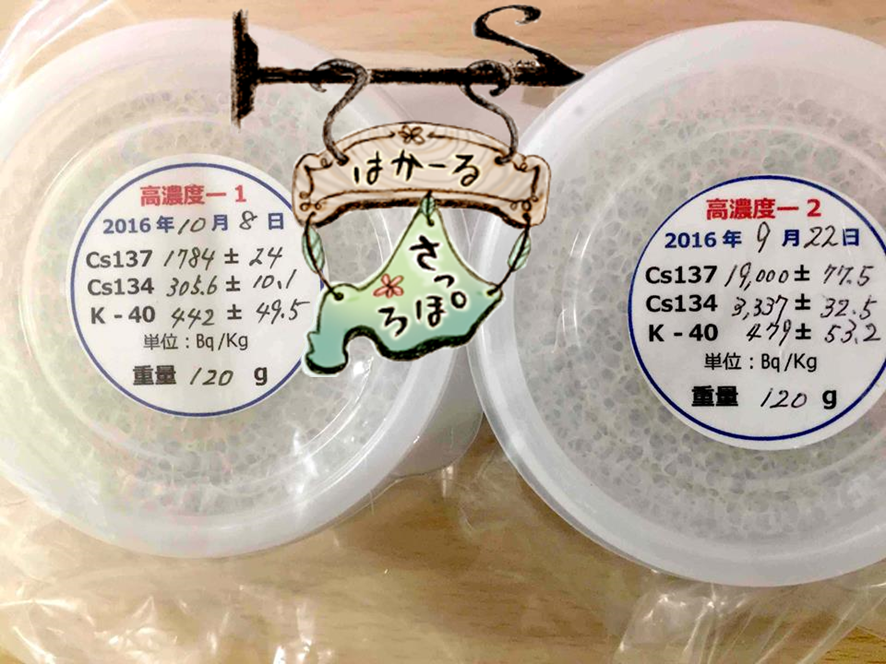 高濃度ー1
2016年10月8日
Cs137 1784 ± 24
Cs134 305.6 ± 10.1
K-40 442 ± 49.5
単位：Bq/Kg
重量 120 g
はかーる
さっぽろ
高濃度ー2
2016年9月22日
Cs137 19,000 ± 77.5
Cs134 3,337 ± 32.5
K-40 479 ± 53.2
単位：Bq/Kg
重量 120 g